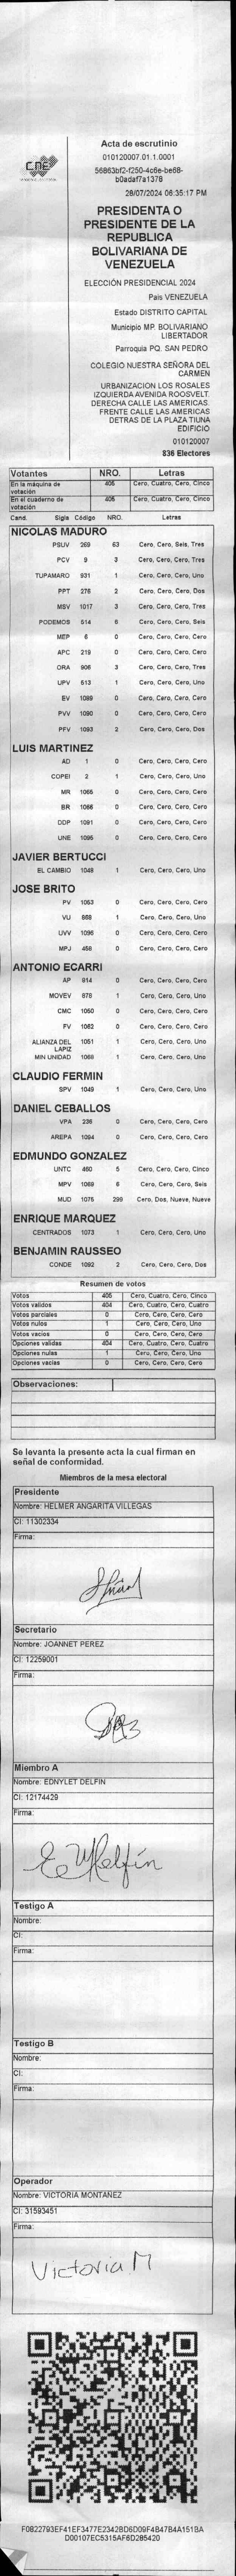 Acta de escrutinio
010120007.01.1.0001
56863bf2-f250-4c6e-be68-
b0adaf7a1378
28/07/2024 06:35:17 PM
CNE
PRESIDENTA O
PRESIDENTE DE LA
REPUBLICA
BOLIVARIANA DE
VENEZUELA
ELECCIÓN PRESIDENCIAL 2024
País VENEZUELA
Estado DISTRITO CAPITAL
Municipio MP. BOLIVARIANO
LIBERTADOR
Parroquia PQ. SAN PEDRO
COLEGIO NUESTRA SEÑORA DEL
CARMEN
URBANIZACION LOS ROSALES
IZQUIERDA AVENIDA ROOSVELT.
DERECHA CALLE LAS AMERICAS.
FRENTE CALLE LAS AMERICAS
DETRAS DE LA PLAZA TIUNA
EDIFICIO
010120007
836 Electores
Votantes NRO. Letras
En la máquina de votación 405 Cero, Cuatro, Cero, Cinco
En el cuaderno de votación 405 Cero, Cuatro, Cero, Cinco
Cand. Sigla Código NRO. Letras
NICOLAS MADURO
PSUV 269 63 Cero, Cero, Seis, Tres
PCV 9 3 Cero, Cero, Cero, Tres
TUPAMARO 931 1 Cero, Cero, Cero, Uno
PPT 276 2 Cero, Cero, Cero, Dos
MSV 1017 3 Cero, Cero, Cero, Tres
PODEMOS 514 6 Cero, Cero, Cero, Seis
MEP 6 0 Cero, Cero, Cero, Cero
APC 219 0 Cero, Cero, Cero, Cero
ORA 906 3 Cero, Cero, Cero, Tres
UPV 613 1 Cero, Cero, Cero, Uno
EV 1089 0 Cero, Cero, Cero, Cero
PVV 1090 0 Cero, Cero, Cero, Cero
PFV 1093 2 Cero, Cero, Cero, Dos
LUIS MARTINEZ
AD 1 0 Cero, Cero, Cero, Cero
COPEI 2 1 Cero, Cero, Cero, Uno
MR 1065 0 Cero, Cero, Cero, Cero
BR 1066 0 Cero, Cero, Cero, Cero
DDP 1091 0 Cero, Cero, Cero, Cero
UNE 1095 0 Cero, Cero, Cero, Cero
JAVIER BERTUCCI
EL CAMBIO 1048 1 Cero, Cero, Cero, Uno
JOSE BRITO
PV 1053 0 Cero, Cero, Cero, Cero
VU 868 1 Cero, Cero, Cero, Uno
UVV 1096 0 Cero, Cero, Cero, Cero
MPJ 458 0 Cero, Cero, Cero, Cero
ANTONIO ECARRI
AP 814 0 Cero, Cero, Cero, Cero
MOVEV 878 1 Cero, Cero, Cero, Uno
CMC 1050 0 Cero, Cero, Cero, Cero
FV 1062 0 Cero, Cero, Cero, Cero
ALIANZA DEL LAPIZ 1051 1 Cero, Cero, Cero, Uno
MIN UNIDAD 1068 1 Cero, Cero, Cero, Uno
CLAUDIO FERMIN
SPV 1049 1 Cero, Cero, Cero, Uno
DANIEL CEBALLOS
VPA 236 0 Cero, Cero, Cero, Cero
AREPA 1094 0 Cero, Cero, Cero, Cero
EDMUNDO GONZALEZ
UNTC 460 5 Cero, Cero, Cero, Cinco
MPV 1069 6 Cero, Cero, Cero, Seis
MUD 1075 299 Cero, Dos, Nueve, Nueve
ENRIQUE MARQUEZ
CENTRADOS 1073 1 Cero, Cero, Cero, Uno
BENJAMIN RAUSSEO
CONDE 1092 2 Cero, Cero, Cero, Dos
Resumen de votos
Votos 405 Cero, Cuatro, Cero, Cinco
Votos validos 404 Cero, Cuatro, Cero, Cuatro
Votos parciales 0 Cero, Cero, Cero, Cero
Votos nulos 1 Cero, Cero, Cero, Uno
Votos vacios 0 Cero, Cero, Cero, Cero
Opciones validas 404 Cero, Cuatro, Cero, Cuatro
Opciones nulas 1 Cero, Cero, Cero, Uno
Opciones vacias 0 Cero, Cero, Cero, Cero
Observaciones:
Se levanta la presente acta la cual firman en
señal de conformidad.
Miembros de la mesa electoral
Presidente
Nombre: HELMER ANGARITA VILLEGAS
CI: 11302334
Firma:
Secretario
Nombre: JOANNET PEREZ
CI: 12259001
Firma:
Miembro A
Nombre: EDNYLET DELFIN
CI: 12174429
Firma:
Testigo A
Nombre:
CI:
Firma:
Testigo B
Nombre:
CI:
Firma:
Operador
Nombre: VICTORIA MONTAÑEZ
CI: 31593451
Firma:
Victoria M
F0822793EF41EF3477E2342BD6D09F4B47B4A151BA
D00107EC5315AF6D285420